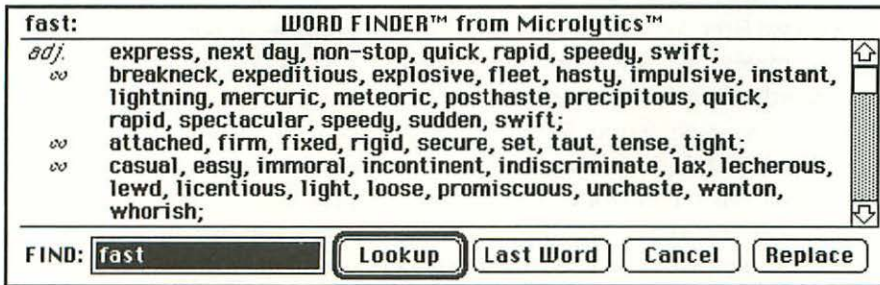 fast: WORD FINDER™ from Microlytics™
adj. express, next day, non-stop, quick, rapid, speedy, swift;
∞ breakneck, expeditious, explosive, fleet, hasty, impulsive, instant,
lightning, mercuric, meteoric, posthaste, precipitous, quick,
rapid, spectacular, speedy, sudden, swift;
∞ attached, firm, fixed, rigid, secure, set, taut, tense, tight;
∞ casual, easy, immoral, incontinent, indiscriminate, lax, lecherous,
lewd, licentious, light, loose, promiscuous, unchaste, wanton,
whorish;
FIND: fast Lookup Last Word Cancel Replace